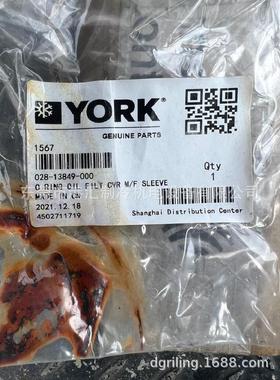 YORK®
GENUINE PARTS
1567
028-13849-000
Qty
O RING OIL FILT CVR M/F SLEEVE
1
MADE IN CN
2021.12.18
4502711719
Shanghai Distribution Center
dgriling.1688.com